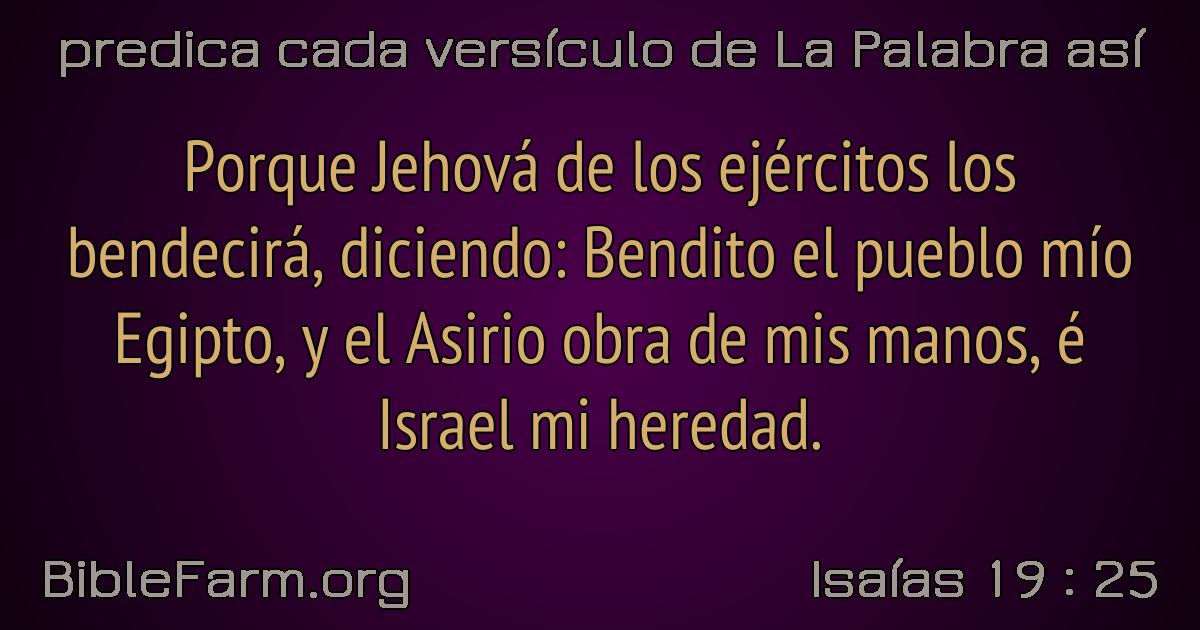 predica cada versículo de La Palabra así
Porque Jehová de los ejércitos los
bendecirá, diciendo: Bendito el pueblo mío
Egipto, y el Asirio obra de mis manos, é
Israel mi heredad.
BibleFarm.org
Isaías 19 : 25